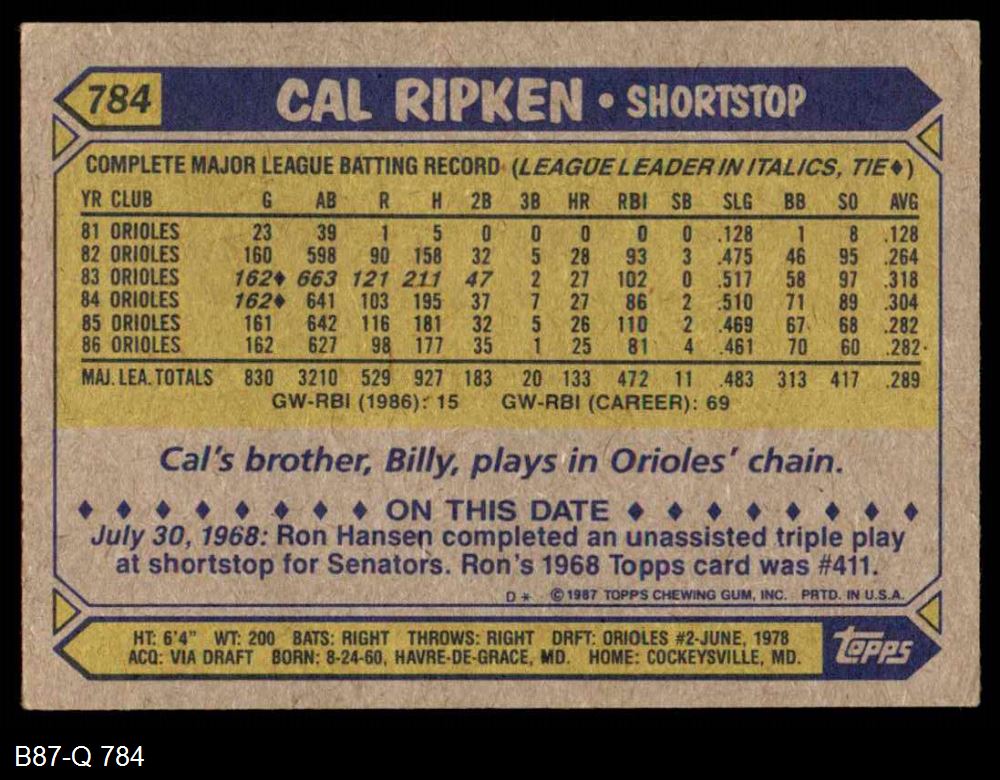 784 CAL RIPKEN • SHORTSTOP
COMPLETE MAJOR LEAGUE BATTING RECORD (LEAGUE LEADER IN ITALICS, TIE♦)
YR CLUB G AB R H 2B 3B HR RBI SB SLG BB SO AVG
81 ORIOLES 23 39 1 5 0 0 0 0 0 .128 1 8 .128
82 ORIOLES 160 598 90 158 32 5 28 93 3 .475 46 95 .264
83 ORIOLES 162♦ 663 121 211 47 2 27 102 0 .517 58 97 .318
84 ORIOLES 162♦ 641 103 195 37 7 27 86 2 .510 71 89 .304
85 ORIOLES 161 642 116 181 32 5 26 110 2 .469 67 68 .282
86 ORIOLES 162 627 98 177 35 1 25 81 4 .461 70 60 .282
MAJ. LEA. TOTALS 830 3210 529 927 183 20 133 472 11 .483 313 417 .289
GW-RBI (1986): 15 GW-RBI (CAREER): 69
Cal's brother, Billy, plays in Orioles' chain.
♦ ♦ ♦ ♦ ♦ ♦ ♦ ♦ ON THIS DATE ♦ ♦ ♦ ♦ ♦ ♦ ♦ ♦
July 30, 1968: Ron Hansen completed an unassisted triple play
at shortstop for Senators. Ron's 1968 Topps card was #411.
D* ©1987 TOPPS CHEWING GUM, INC. PRTD. IN U.S.A.
HT: 6'4" WT: 200 BATS: RIGHT THROWS: RIGHT DRFT: ORIOLES #2-JUNE, 1978
ACQ: VIA DRAFT BORN: 8-24-60, HAVRE-DE-GRACE, MD. HOME: COCKEYSVILLE, MD.
Topps
B87-Q 784